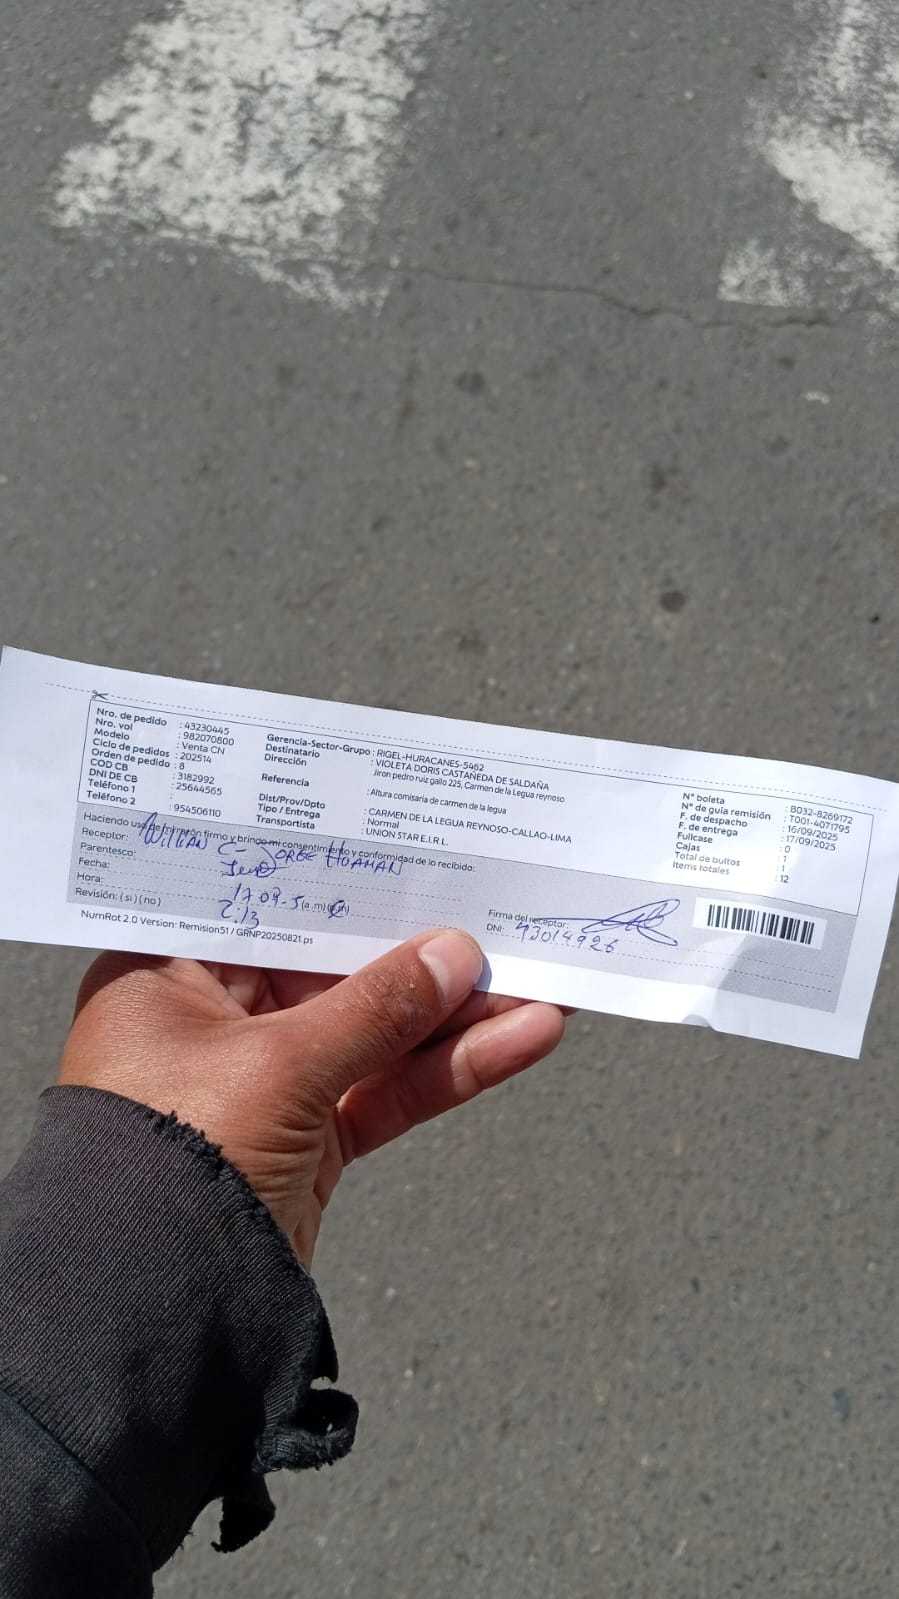 Nro. de pedido : 43230445
Nro. vol : 982070800
Modelo : Venta CN
Ciclo de pedidos : 202514
Orden de pedido : 8
COD CB : 3182992
DNI DE CB : 25644565
Teléfono 1 :
Teléfono 2 : 954506110
Gerencia-Sector-Grupo : RIGEL-HURACANES-5462
Destinatario : VIOLETA DORIS CASTAÑEDA DE SALDAÑA
Dirección : Jiron pedro ruiz gallo 225, Carmen de la Legua reynoso
Referencia : Altura comisaria de carmen de la legua
Dist/Prov/Dpto : CARMEN DE LA LEGUA REYNOSO-CALLAO-LIMA
Tipo / Entrega : Normal
Transportista : UNION STAR E.I.R.L.
N° boleta : B032-8269172
N° de guia remisión : T001-4071795
F. de despacho : 16/09/2025
F. de entrega : 17/09/2025
Fullcase : 0
Cajas : 1
Total de bultos : 1
Items totales : 12
Haciendo uso de mi firmo y brindo mi consentimiento y conformidad de lo recibido:
Receptor: Willian C JORGE HUAMAN
Parentesco:
Fecha: 17.09.
Hora: 2:13 (a.m) (p.m)
Revisión: ( si ) ( no )
Firma del receptor:
DNI: 43014926
NumRot 2.0 Version: Remision51 / GRNP20250821.ps